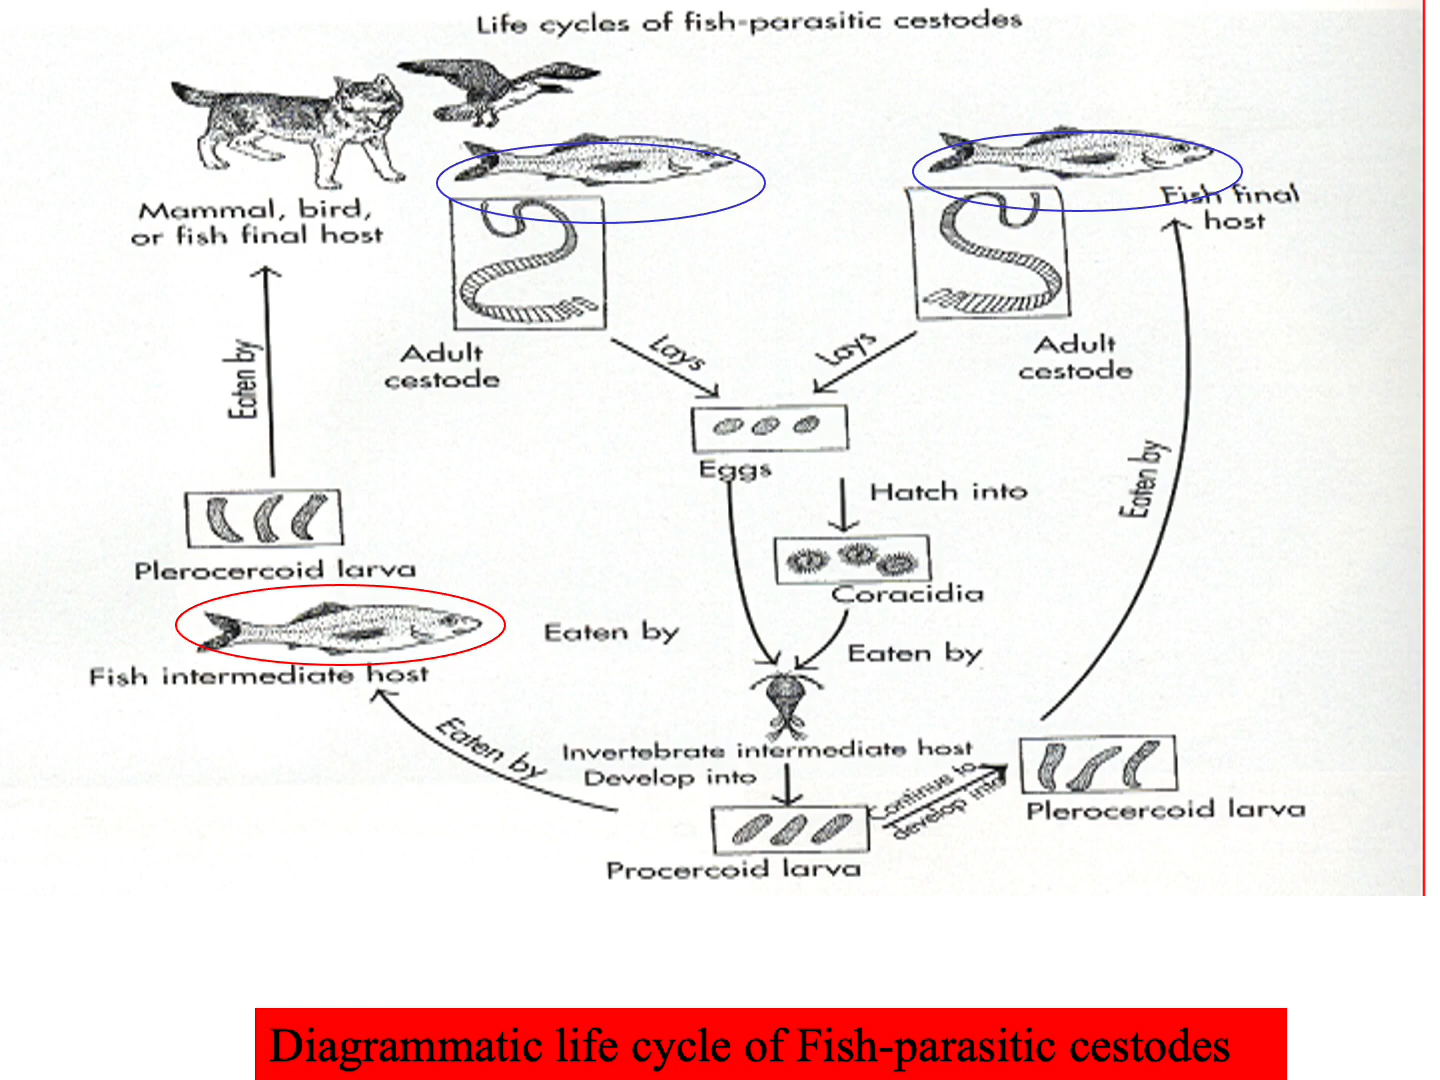 Life cycles of fish-parasitic cestodes
Mammal, bird,
or fish final host
Fish final
host
Adult
cestode
Lays
Lays
Adult
cestode
Eaten by
Eggs
Hatch into
Eaten by
Plerocercoid larva
Coracidia
Eaten by
Eaten by
Fish intermediate host
Eaten by
Invertebrate intermediate host
Develop into
Continue to
develop into
Plerocercoid larva
Procercoid larva
Diagrammatic life cycle of Fish-parasitic cestodes